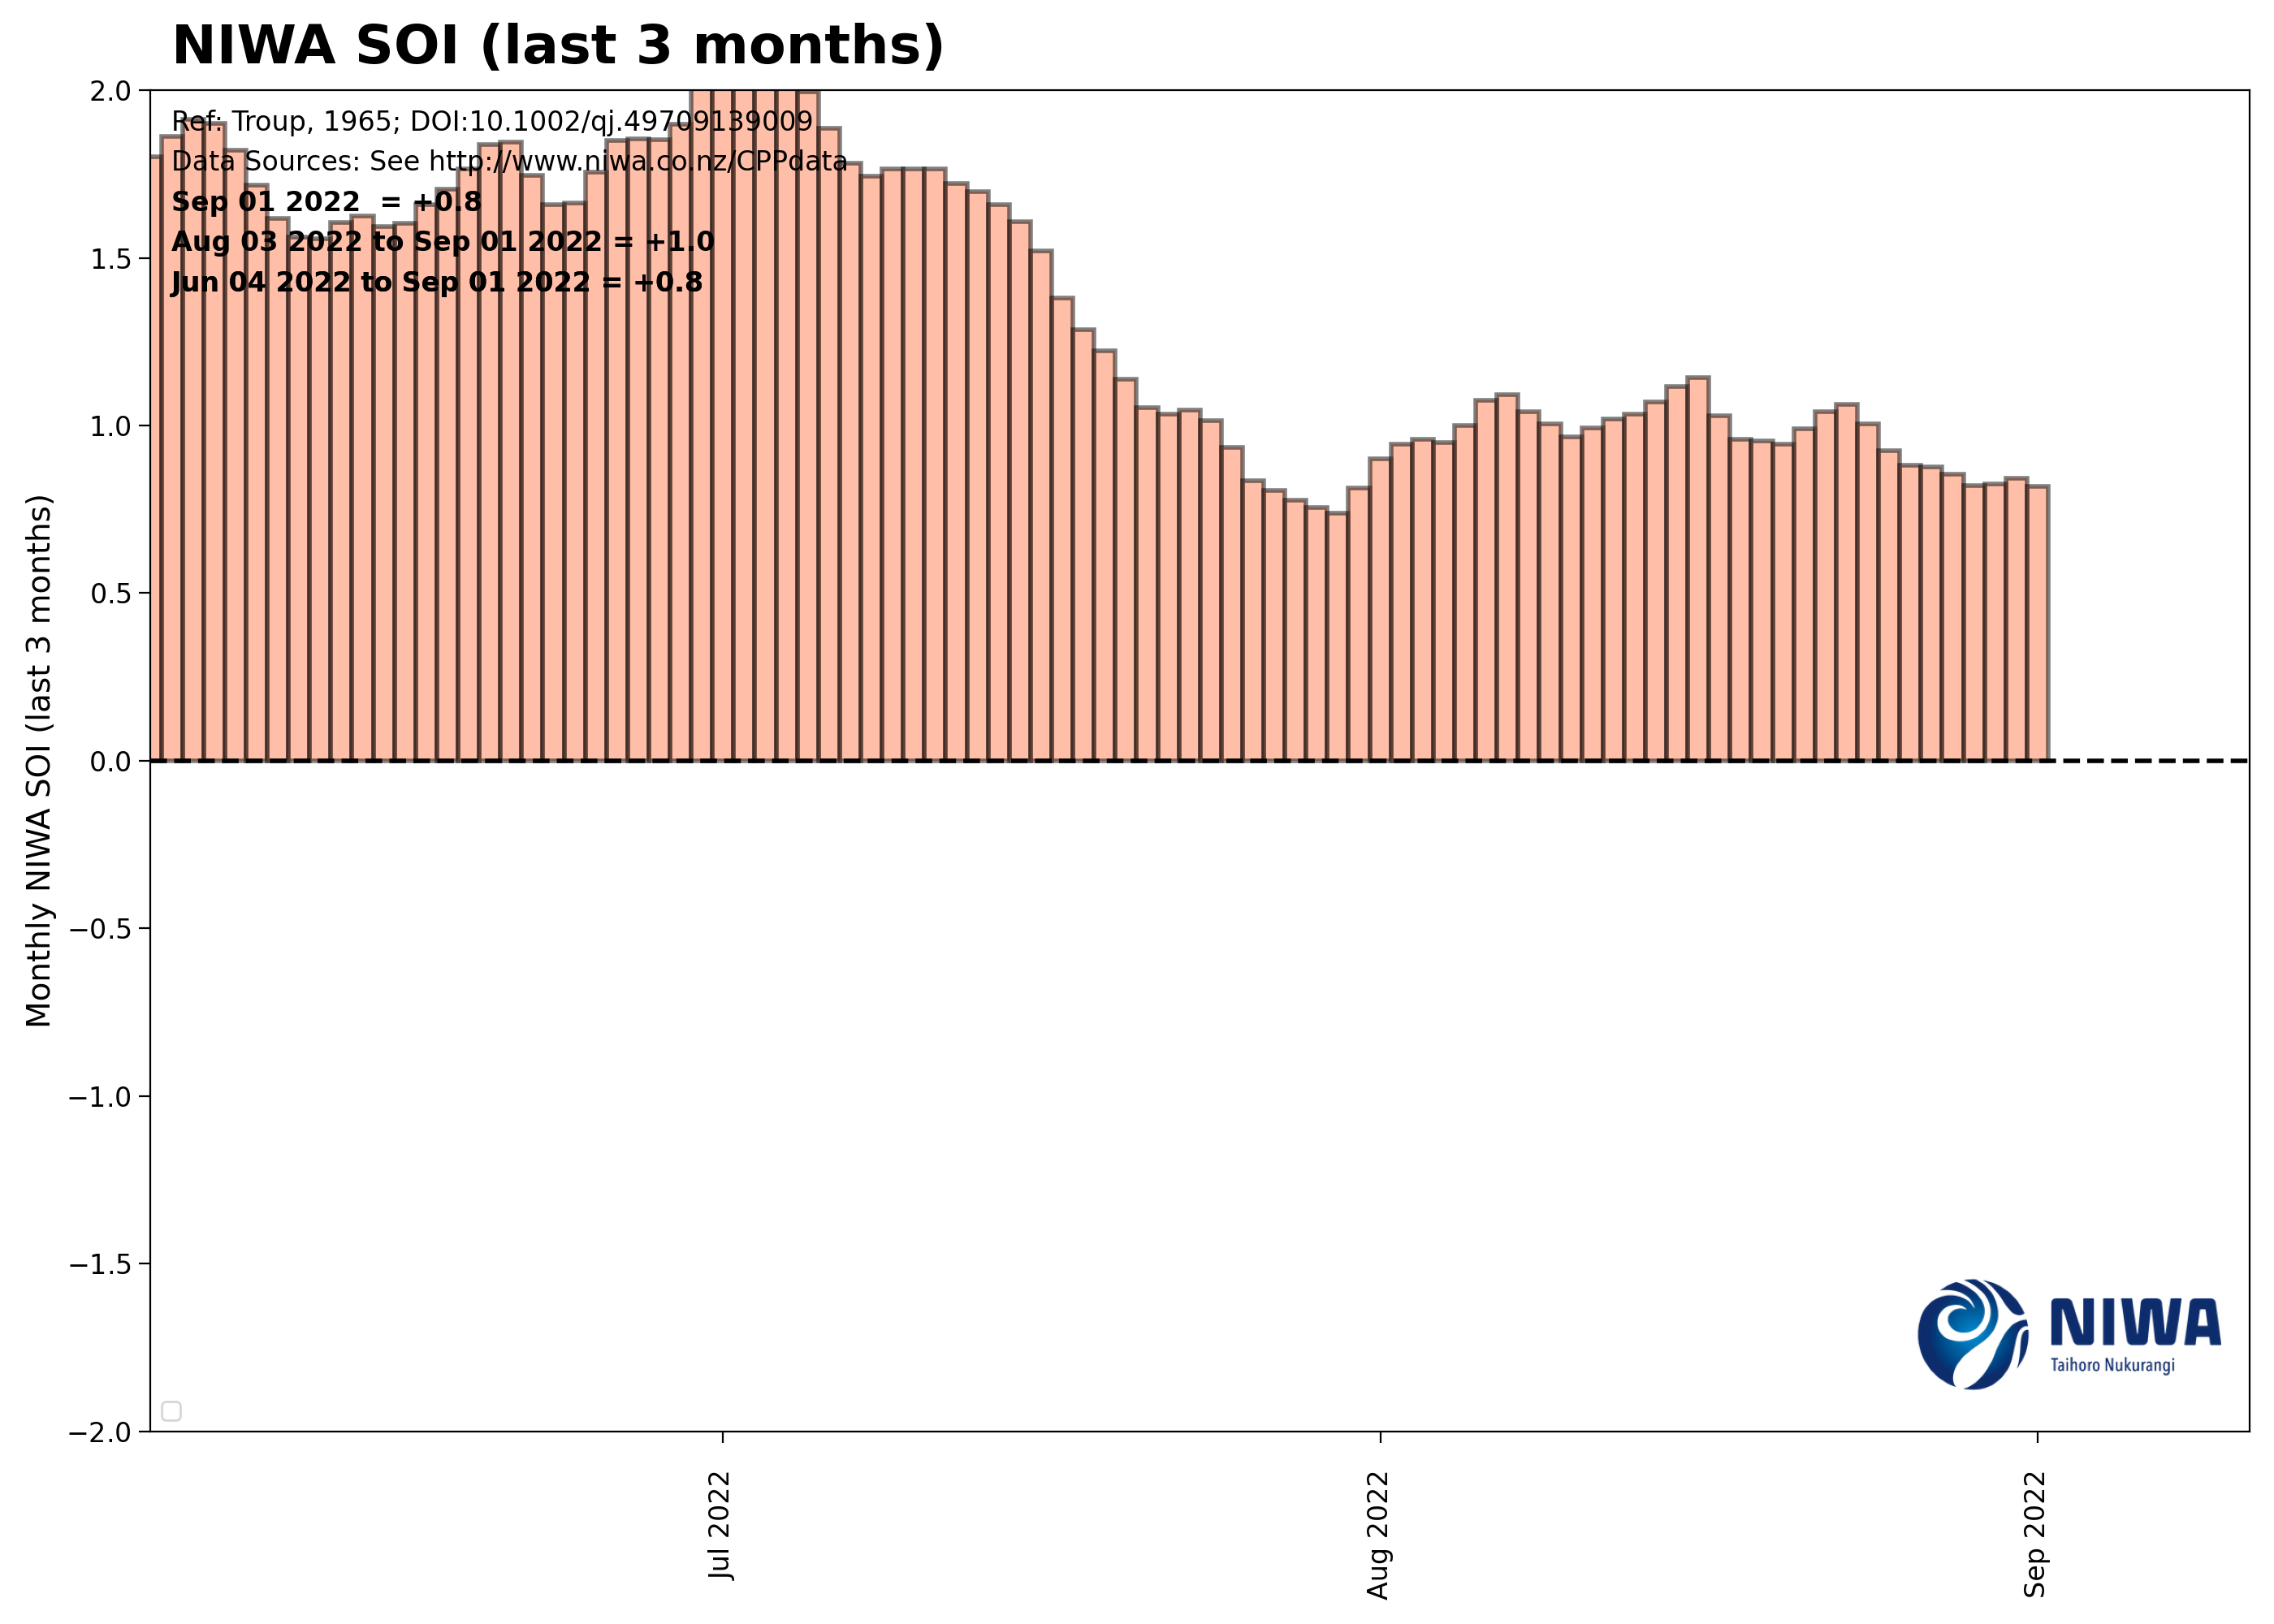 NIWA SOI (last 3 months)
Ref: Troup, 1965; DOI:10.1002/qj.49709139009
Data Sources: See http://www.niwa.co.nz/CPPdata
Sep 01 2022 = +0.8
Aug 03 2022 to Sep 01 2022 = +1.0
Jun 04 2022 to Sep 01 2022 = +0.8
Monthly NIWA SOI (last 3 months)
2.0
1.5
1.0
0.5
0.0
−0.5
−1.0
−1.5
−2.0
Jul 2022
Aug 2022
Sep 2022
NIWA
Taihoro Nukurangi